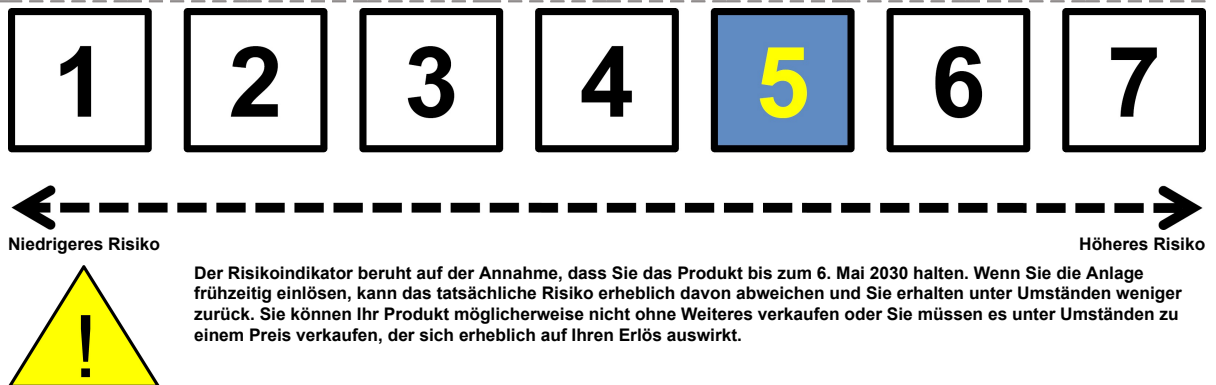 1 2 3 4 5 6 7
Niedrigeres Risiko Höheres Risiko
!
Der Risikoindikator beruht auf der Annahme, dass Sie das Produkt bis zum 6. Mai 2030 halten. Wenn Sie die Anlage
frühzeitig einlösen, kann das tatsächliche Risiko erheblich davon abweichen und Sie erhalten unter Umständen weniger
zurück. Sie können Ihr Produkt möglicherweise nicht ohne Weiteres verkaufen oder Sie müssen es unter Umständen zu
einem Preis verkaufen, der sich erheblich auf Ihren Erlös auswirkt.